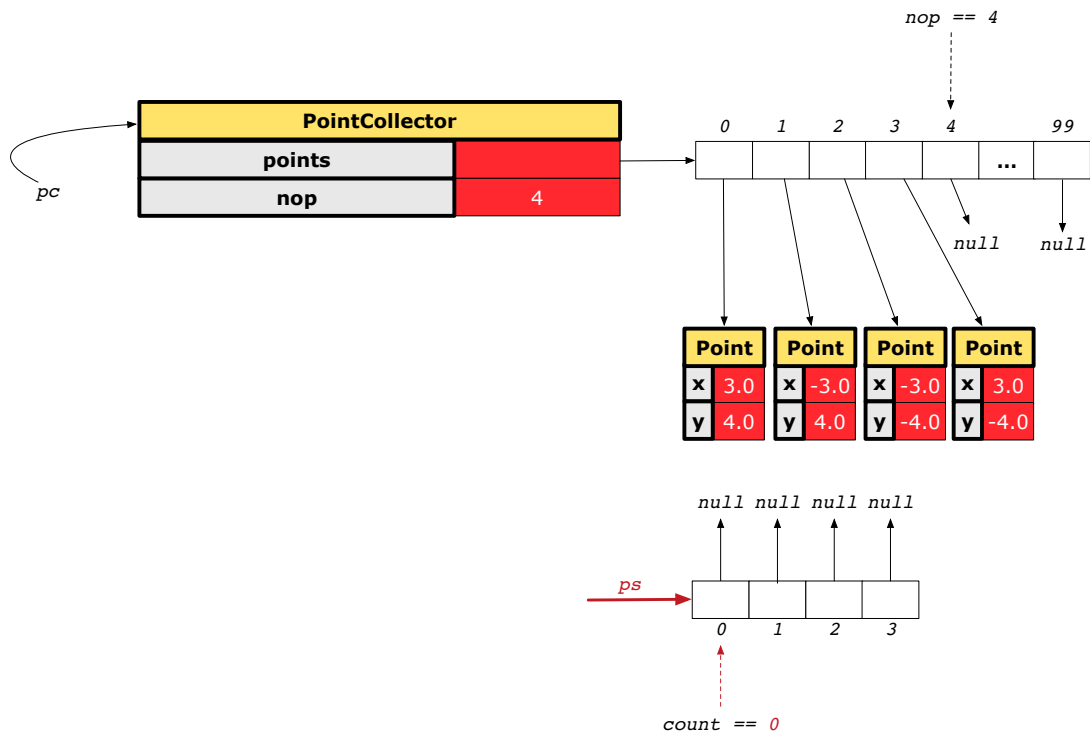 nop == 4
PointCollector
0 1 2 3 4 99
points
...
pc
nop 4
null null
Point Point Point Point
x 3.0 x -3.0 x -3.0 x 3.0
y 4.0 y 4.0 y -4.0 y -4.0
null null null null
ps
0 1 2 3
count == 0